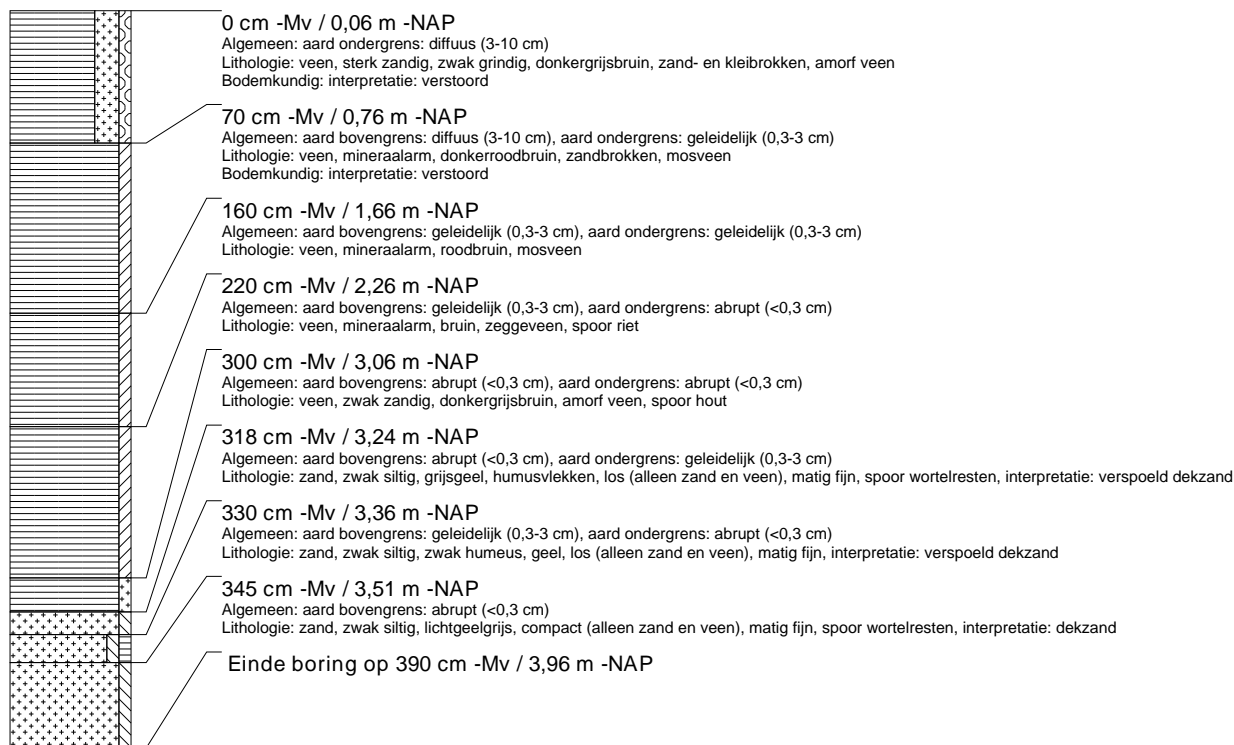 0 cm -Mv / 0,06 m -NAP
Algemeen: aard ondergrens: diffuus (3-10 cm)
Lithologie: veen, sterk zandig, zwak grindig, donkergrijsbruin, zand- en kleibrokken, amorf veen
Bodemkundig: interpretatie: verstoord
70 cm -Mv / 0,76 m -NAP
Algemeen: aard bovengrens: diffuus (3-10 cm), aard ondergrens: geleidelijk (0,3-3 cm)
Lithologie: veen, mineraalarm, donkerroodbruin, zandbrokken, mosveen
Bodemkundig: interpretatie: verstoord
160 cm -Mv / 1,66 m -NAP
Algemeen: aard bovengrens: geleidelijk (0,3-3 cm), aard ondergrens: geleidelijk (0,3-3 cm)
Lithologie: veen, mineraalarm, roodbruin, mosveen
220 cm -Mv / 2,26 m -NAP
Algemeen: aard bovengrens: geleidelijk (0,3-3 cm), aard ondergrens: abrupt (<0,3 cm)
Lithologie: veen, mineraalarm, bruin, zeggeveen, spoor riet
300 cm -Mv / 3,06 m -NAP
Algemeen: aard bovengrens: abrupt (<0,3 cm), aard ondergrens: abrupt (<0,3 cm)
Lithologie: veen, zwak zandig, donkergrijsbruin, amorf veen, spoor hout
318 cm -Mv / 3,24 m -NAP
Algemeen: aard bovengrens: abrupt (<0,3 cm), aard ondergrens: geleidelijk (0,3-3 cm)
Lithologie: zand, zwak siltig, grijsgeel, humusvlekken, los (alleen zand en veen), matig fijn, spoor wortelresten, interpretatie: verspoeld dekzand
330 cm -Mv / 3,36 m -NAP
Algemeen: aard bovengrens: geleidelijk (0,3-3 cm), aard ondergrens: abrupt (<0,3 cm)
Lithologie: zand, zwak siltig, zwak humeus, geel, los (alleen zand en veen), matig fijn, interpretatie: verspoeld dekzand
345 cm -Mv / 3,51 m -NAP
Algemeen: aard bovengrens: abrupt (<0,3 cm)
Lithologie: zand, zwak siltig, lichtgeelgrijs, compact (alleen zand en veen), matig fijn, spoor wortelresten, interpretatie: dekzand
Einde boring op 390 cm -Mv / 3,96 m -NAP